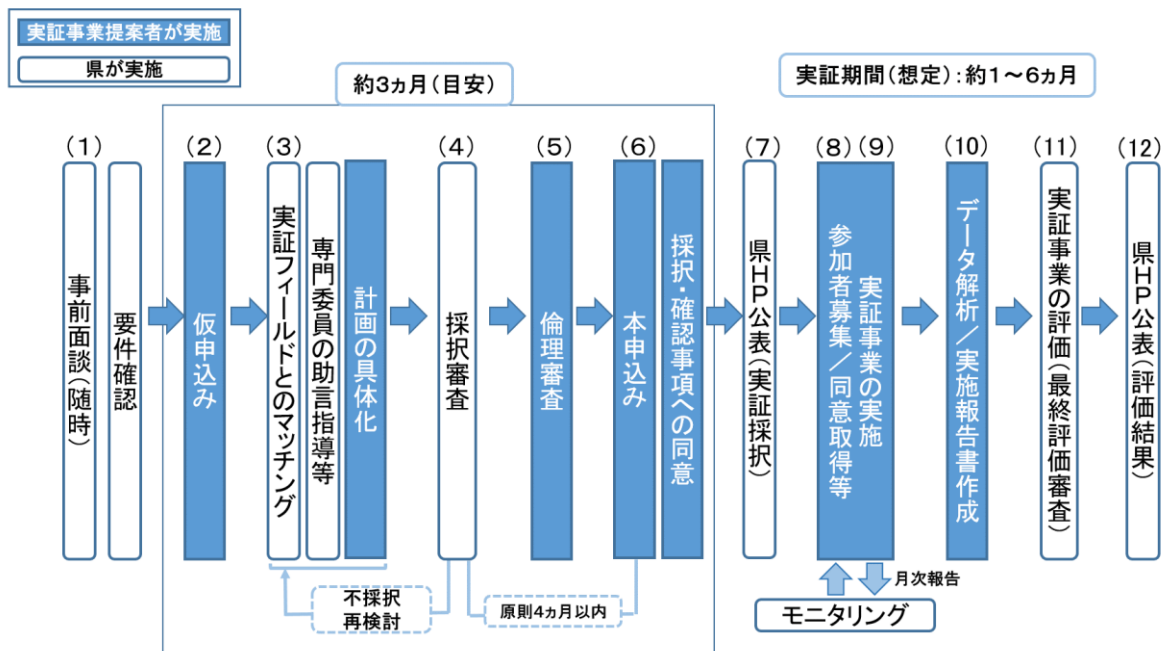 実証事業提案者が実施
県が実施
約3ヵ月(目安)
実証期間(想定):約1~6ヵ月
(1)
事前面談(随時)
要件確認
(2)
仮申込み
(3)
実証フィールドとのマッチング
専門委員の助言指導等
計画の具体化
(4)
採択審査
(5)
倫理審査
(6)
本申込み
採択・確認事項への同意
(7)
県HP公表(実証採択)
(8)(9)
参加者募集/同意取得等
実証事業の実施
(10)
データ解析/実施報告書作成
(11)
実証事業の評価(最終評価審査)
(12)
県HP公表(評価結果)
不採択
再検討
原則4ヵ月以内
月次報告
モニタリング